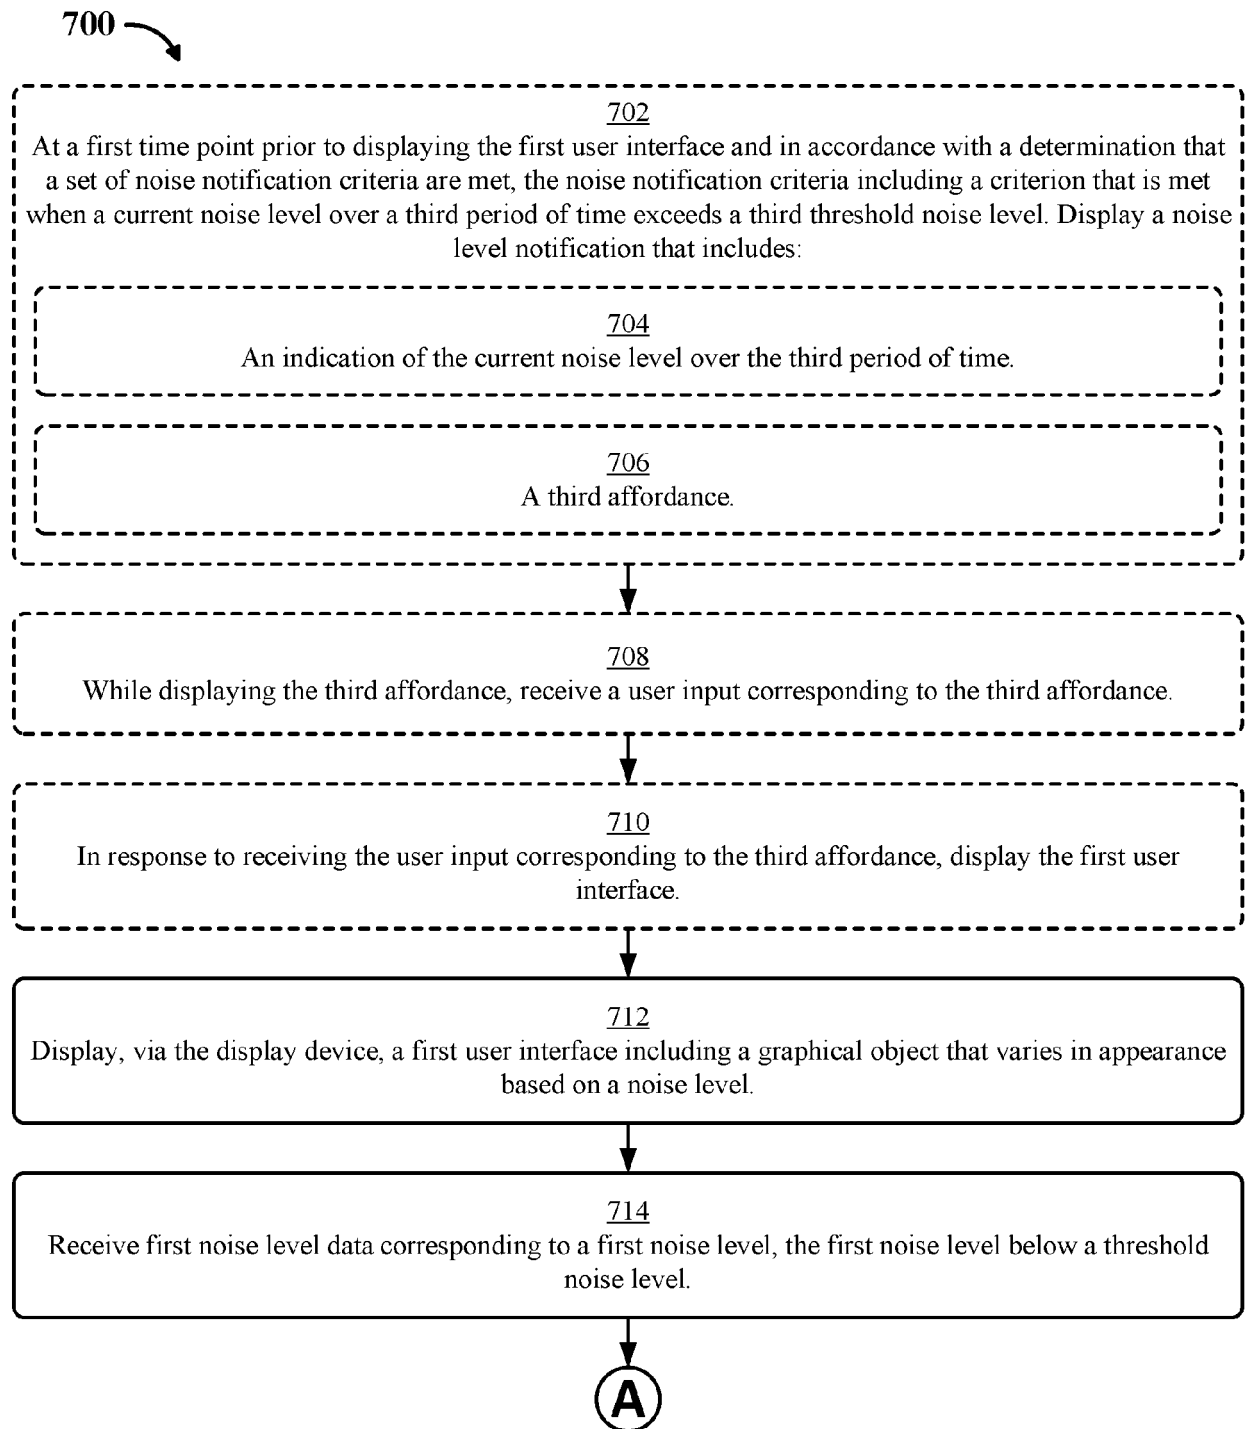 700
702
At a first time point prior to displaying the first user interface and in accordance with a determination that
a set of noise notification criteria are met, the noise notification criteria including a criterion that is met
when a current noise level over a third period of time exceeds a third threshold noise level. Display a noise
level notification that includes:
704
An indication of the current noise level over the third period of time.
706
A third affordance.
708
While displaying the third affordance, receive a user input corresponding to the third affordance.
710
In response to receiving the user input corresponding to the third affordance, display the first user
interface.
712
Display, via the display device, a first user interface including a graphical object that varies in appearance
based on a noise level.
714
Receive first noise level data corresponding to a first noise level, the first noise level below a threshold
noise level.
A